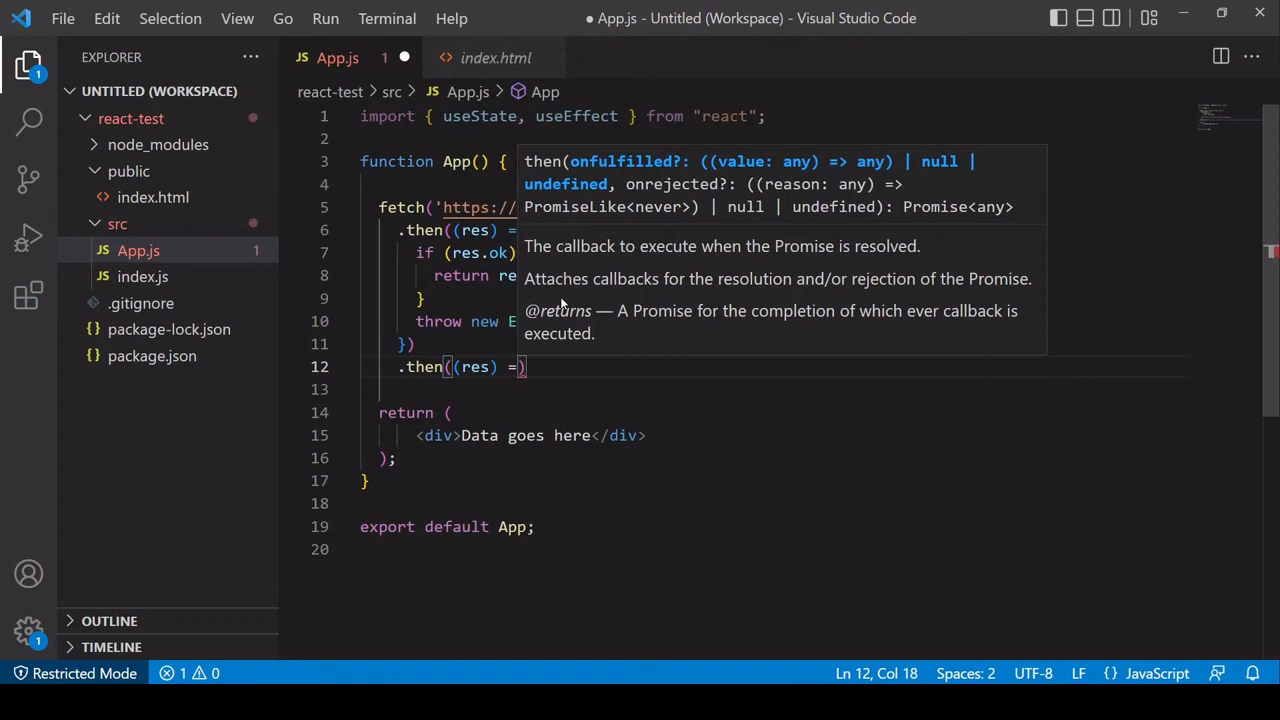 File Edit Selection View Go Run Terminal Help
● App.js - Untitled (Workspace) - Visual Studio Code
EXPLORER
JS App.js 1
<> index.html
UNTITLED (WORKSPACE)
react-test > src > JS App.js > App
react-test
node_modules
public
<> index.html
src
JS App.js 1
JS index.js
.gitignore
{} package-lock.json
{} package.json
OUTLINE
TIMELINE
1 import { useState, useEffect } from "react";
2
3 function App() {
4
5 fetch('https://
6 .then((res) =
7 if (res.ok)
8 return re
9 }
10 throw new E
11 })
12 .then((res) =)
13
14 return (
15 <div>Data goes here</div>
16 );
17 }
18
19 export default App;
20
then(onfulfilled?: ((value: any) => any) | null |
undefined, onrejected?: ((reason: any) =>
PromiseLike<never>) | null | undefined): Promise<any>
The callback to execute when the Promise is resolved.
Attaches callbacks for the resolution and/or rejection of the Promise.
@returns — A Promise for the completion of which ever callback is
executed.
1
1
Restricted Mode 1 0 Ln 12, Col 18 Spaces: 2 UTF-8 LF {} JavaScript